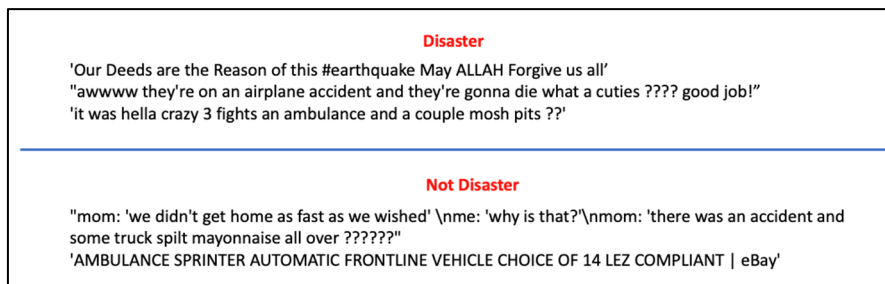 Disaster
'Our Deeds are the Reason of this #earthquake May ALLAH Forgive us all’
"awwww they're on an airplane accident and they're gonna die what a cuties ???? good job!”
'it was hella crazy 3 fights an ambulance and a couple mosh pits ??'
Not Disaster
"mom: 'we didn't get home as fast as we wished' \nme: 'why is that?'\nmom: 'there was an accident and
some truck spilt mayonnaise all over ??????"
'AMBULANCE SPRINTER AUTOMATIC FRONTLINE VEHICLE CHOICE OF 14 LEZ COMPLIANT | eBay'